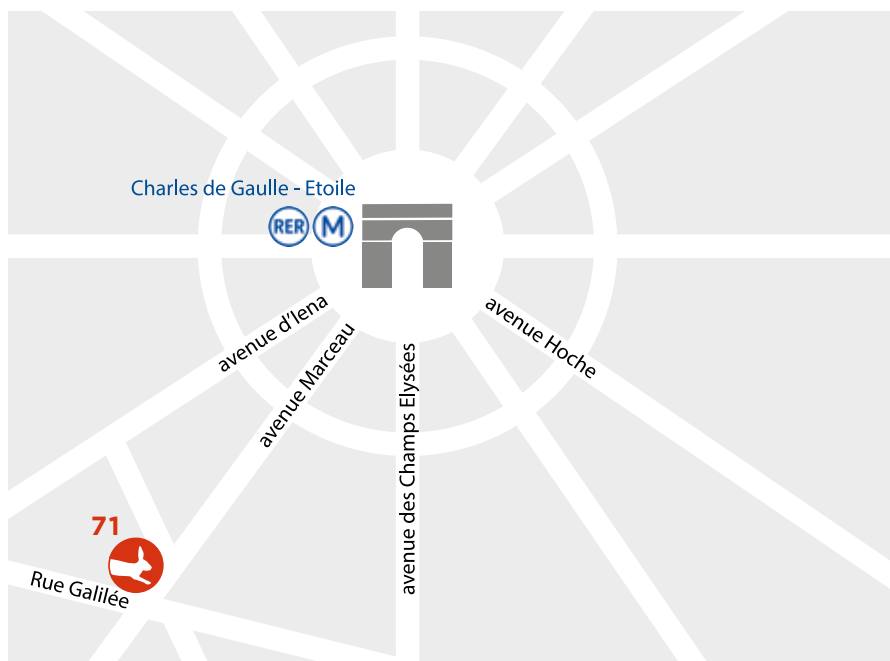 Charles de Gaulle - Etoile
RER M
avenue d'Iena
avenue Marceau
avenue des Champs Elysées
avenue Hoche
71
Rue Galilée